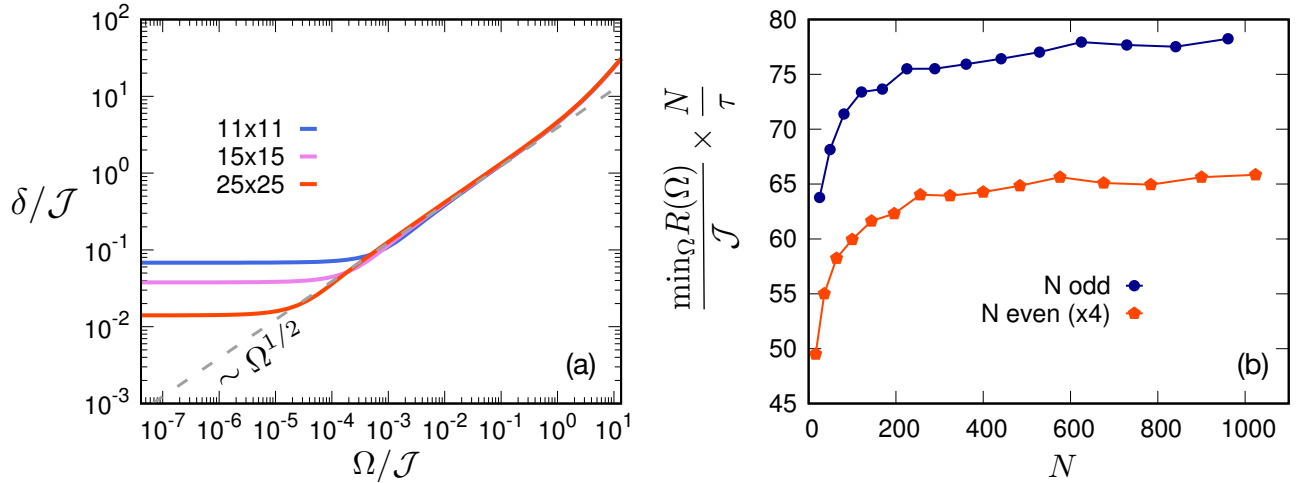 10^2
10^1
10^0
10^-1
10^-2
10^-3
δ/𝒥
11x11
15x15
25x25
∼ Ω^1/2
(a)
10^-7 10^-6 10^-5 10^-4 10^-3 10^-2 10^-1 10^0 10^1
Ω/𝒥
min_Ω R(Ω) / 𝒥 × N / τ
80
75
70
65
60
55
50
45
N odd
N even (x4)
(b)
0 200 400 600 800 1000
N